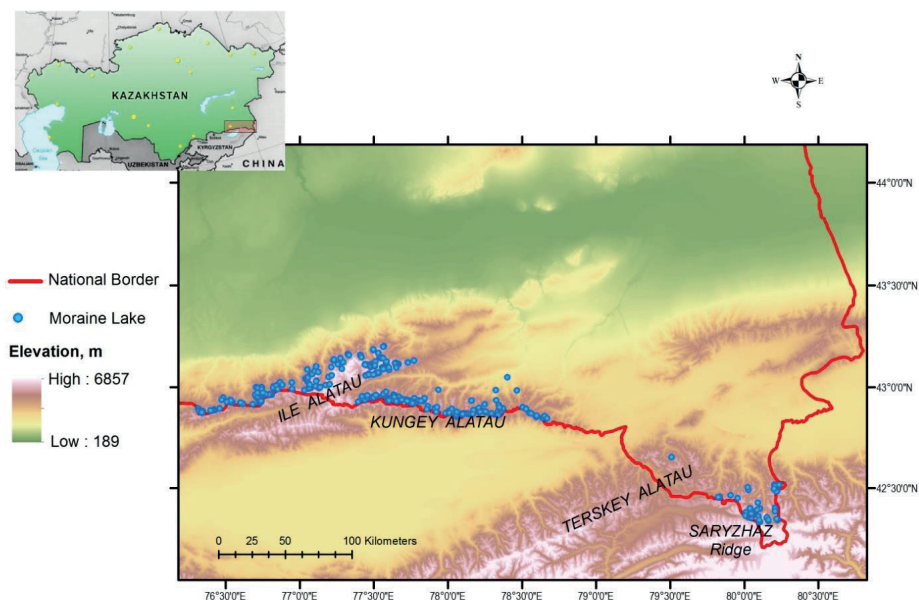 KAZAKHSTAN
UZBEKISTAN
KYRGYZSTAN
CHINA
N
W E
S
National Border
Moraine Lake
Elevation, m
High : 6857
Low : 189
44°0'0"N
43°30'0"N
43°0'0"N
42°30'0"N
ILE ALATAU
KUNGEY ALATAU
TERSKEY ALATAU
SARYZHAZ
Ridge
0 25 50 100 Kilometers
76°30'0"E 77°0'0"E 77°30'0"E 78°0'0"E 78°30'0"E 79°0'0"E 79°30'0"E 80°0'0"E 80°30'0"E